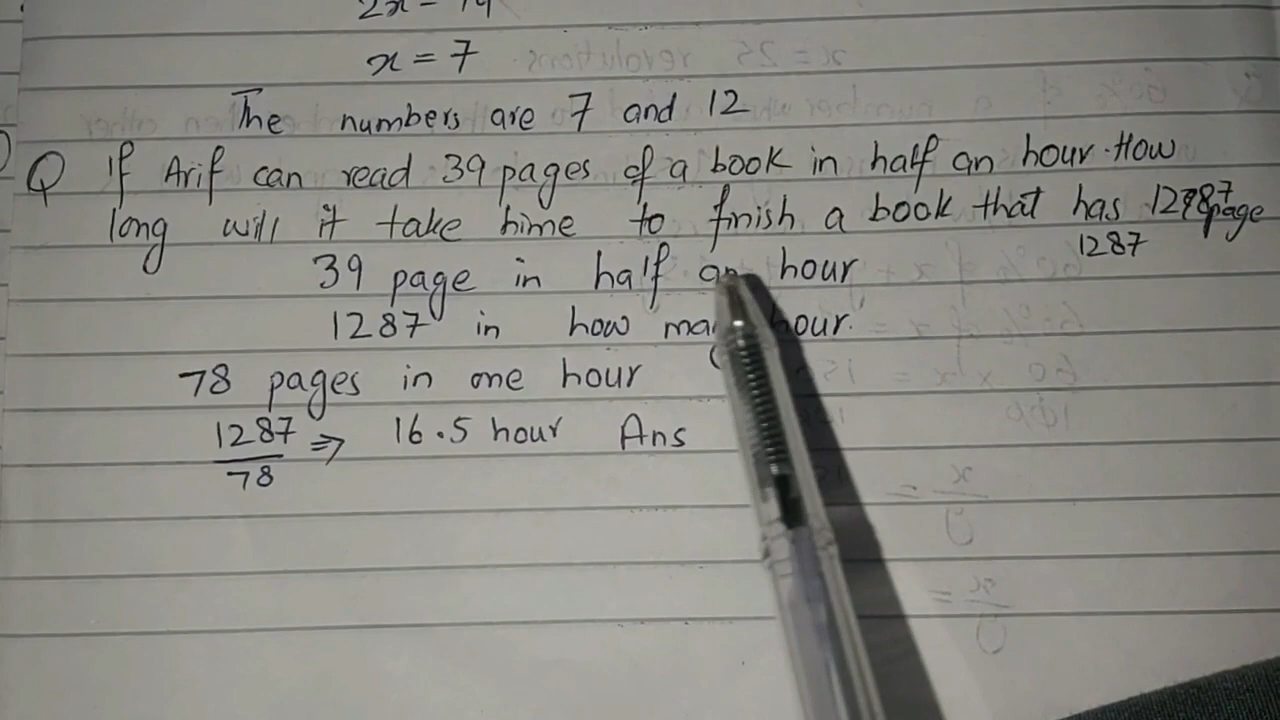 x = 7
The numbers are 7 and 12
Q If Arif can read 39 pages of a book in half an hour. How
long will it take hime to finish a book that has 1287 page
1287
39 page in half an hour
1287 in how hour.
78 pages in one hour
1287/78 ⇒ 16.5 hour Ans